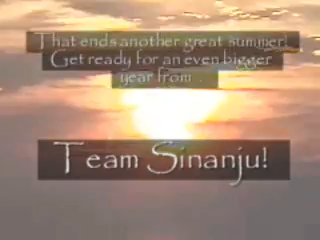 That ends another great summer!
Get ready for an even bigger
year from...
Team Sinanju!